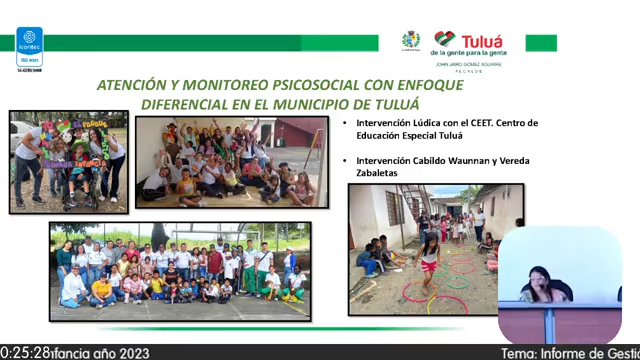 icontec
ISO 9001
Tuluá
de la gente para la gente
JOHN JAIRO GÓMEZ AGUIRRE
ALCALDE
ATENCIÓN Y MONITOREO PSICOSOCIAL CON ENFOQUE
DIFERENCIAL EN EL MUNICIPIO DE TULUÁ
• Intervención Lúdica con el CEET. Centro de
Educación Especial Tuluá
• Intervención Cabildo Waunnan y Vereda
Zabaletas
0:25:28 nfancia año 2023
Tema: Informe de Gesti